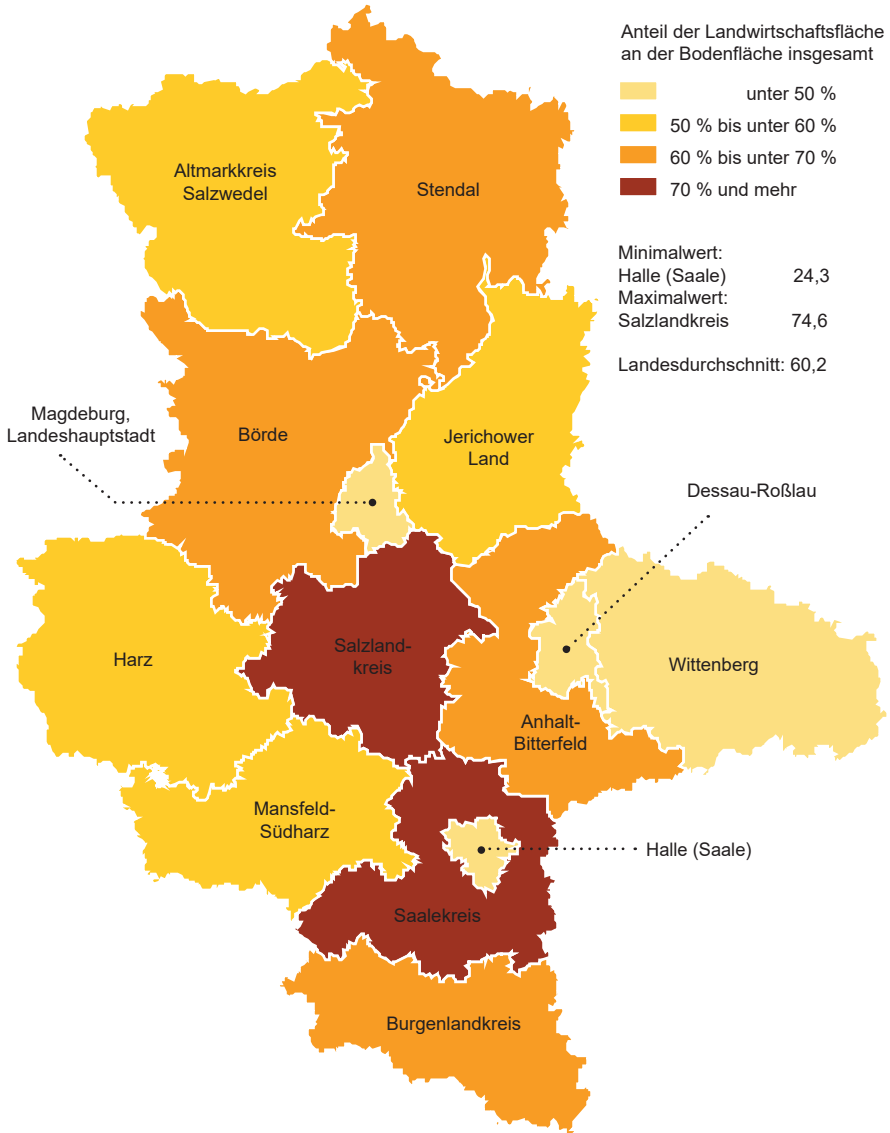 Anteil der Landwirtschaftsfläche
an der Bodenfläche insgesamt
unter 50 %
50 % bis unter 60 %
60 % bis unter 70 %
70 % und mehr
Minimalwert:
Halle (Saale) 24,3
Maximalwert:
Salzlandkreis 74,6
Landesdurchschnitt: 60,2
Altmarkkreis
Salzwedel
Stendal
Magdeburg,
Landeshauptstadt
Börde
Jerichower
Land
Dessau-Roßlau
Harz
Salzland-
kreis
Wittenberg
Anhalt-
Bitterfeld
Mansfeld-
Südharz
Halle (Saale)
Saalekreis
Burgenlandkreis